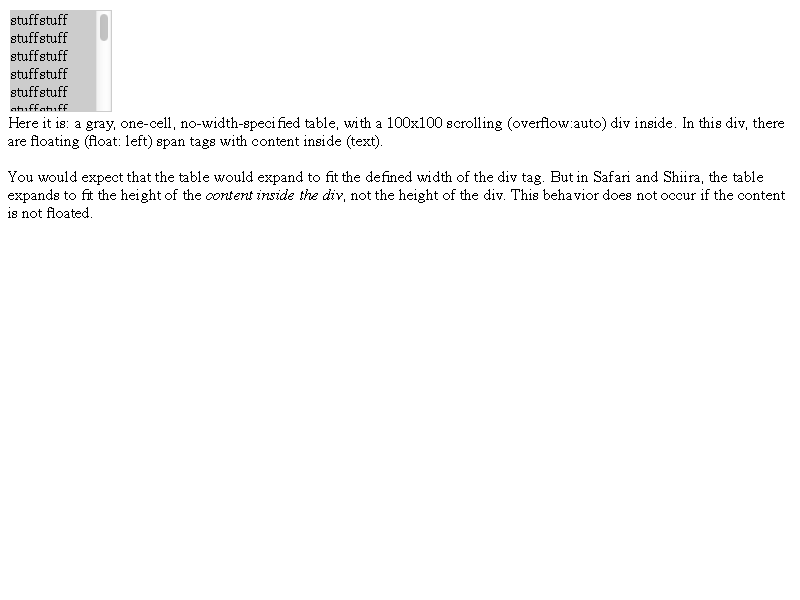 stuffstuff
stuffstuff
stuffstuff
stuffstuff
stuffstuff
stuffstuff
Here it is: a gray, one-cell, no-width-specified table, with a 100x100 scrolling (overflow:auto) div inside. In this div, there
are floating (float: left) span tags with content inside (text).
You would expect that the table would expand to fit the defined width of the div tag. But in Safari and Shiira, the table
expands to fit the height of the content inside the div, not the height of the div. This behavior does not occur if the content
is not floated.